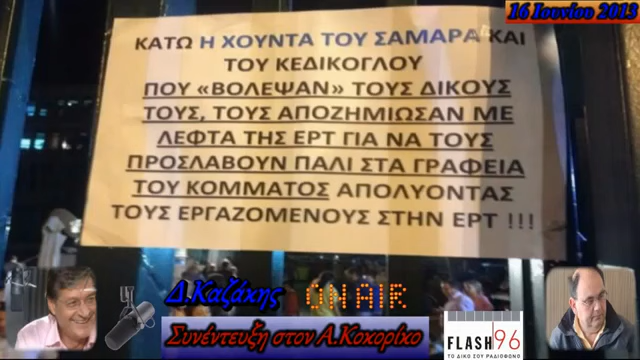 16 Ιουνίου 2013
ΚΑΤΩ Η ΧΟΥΝΤΑ ΤΟΥ ΣΑΜΑΡΑ ΚΑΙ
ΤΟΥ ΚΕΔΙΚΟΓΛΟΥ
ΠΟΥ «ΒΟΛΕΨΑΝ» ΤΟΥΣ ΔΙΚΟΥΣ
ΤΟΥΣ, ΤΟΥΣ ΑΠΟΖΗΜΙΩΣΑΝ ΜΕ
ΛΕΦΤΑ ΤΗΣ ΕΡΤ ΓΙΑ ΝΑ ΤΟΥΣ
ΠΡΟΣΛΑΒΟΥΝ ΠΑΛΙ ΣΤΑ ΓΡΑΦΕΙΑ
ΤΟΥ ΚΟΜΜΑΤΟΣ ΑΠΟΛΥΟΝΤΑΣ
ΤΟΥΣ ΕΡΓΑΖΟΜΕΝΟΥΣ ΣΤΗΝ ΕΡΤ !!!
Δ.Καζάκης ON AIR
Συνέντευξη στον Α.Κοκορίκο
FLASH 96
ΤΟ ΔΙΚΟ ΣΟΥ ΡΑΔΙΟΦΩΝΟ